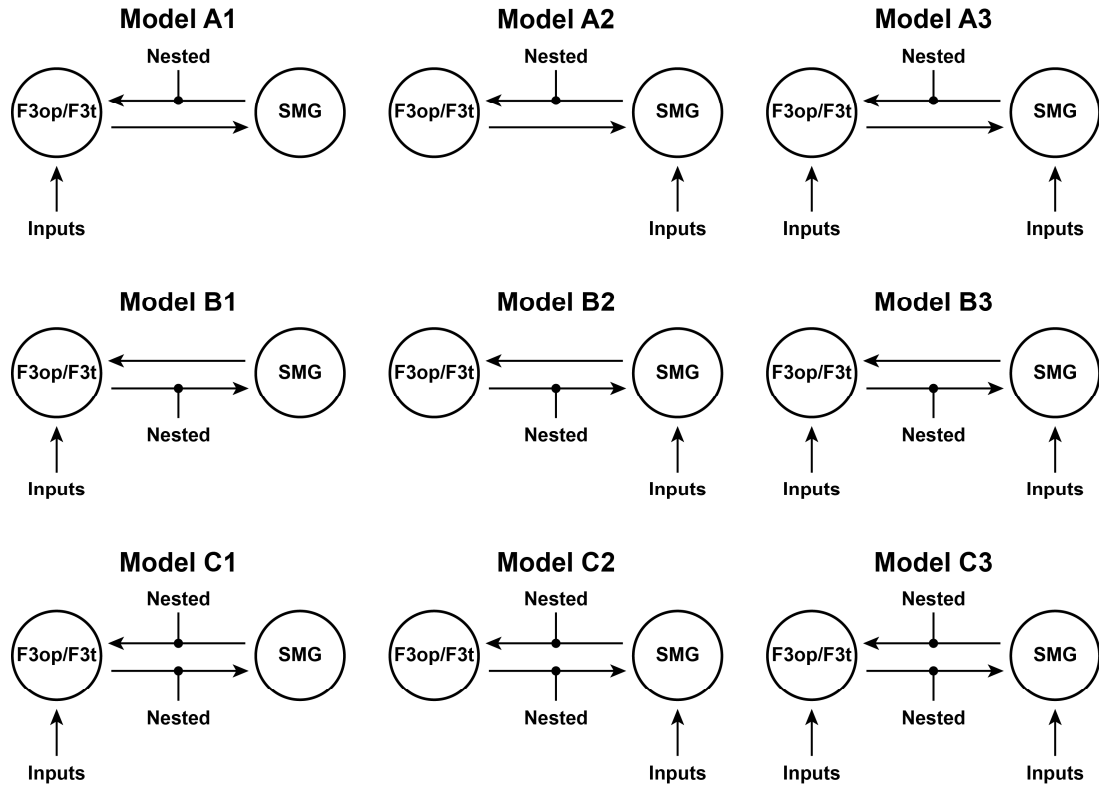 Model A1 Model A2 Model A3
Nested Nested Nested
F3op/F3t SMG F3op/F3t SMG F3op/F3t SMG
Inputs Inputs Inputs Inputs
Model B1 Model B2 Model B3
F3op/F3t SMG F3op/F3t SMG F3op/F3t SMG
Nested Nested Nested
Inputs Inputs Inputs Inputs
Model C1 Model C2 Model C3
Nested Nested Nested
F3op/F3t SMG F3op/F3t SMG F3op/F3t SMG
Nested Nested Nested
Inputs Inputs Inputs Inputs